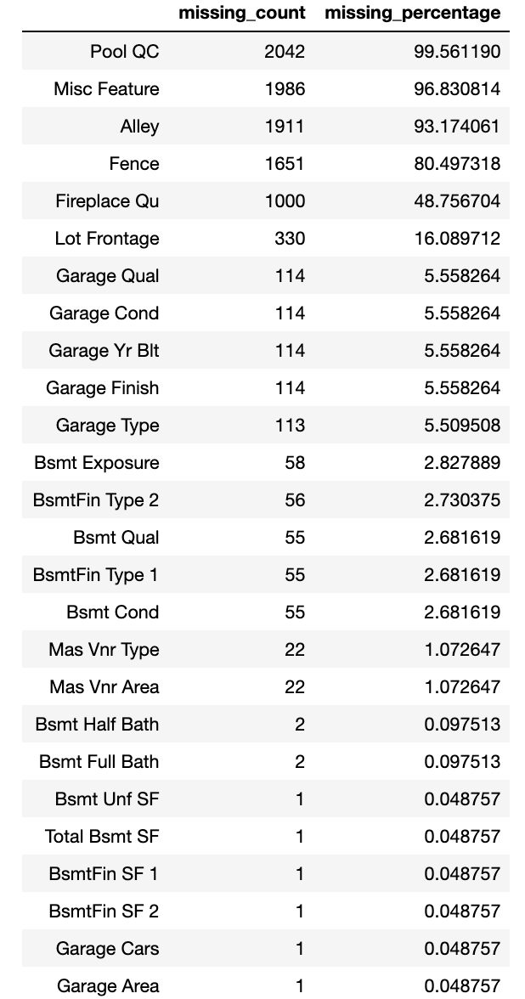 missing_count missing_percentage
Pool QC 2042 99.561190
Misc Feature 1986 96.830814
Alley 1911 93.174061
Fence 1651 80.497318
Fireplace Qu 1000 48.756704
Lot Frontage 330 16.089712
Garage Qual 114 5.558264
Garage Cond 114 5.558264
Garage Yr Blt 114 5.558264
Garage Finish 114 5.558264
Garage Type 113 5.509508
Bsmt Exposure 58 2.827889
BsmtFin Type 2 56 2.730375
Bsmt Qual 55 2.681619
BsmtFin Type 1 55 2.681619
Bsmt Cond 55 2.681619
Mas Vnr Type 22 1.072647
Mas Vnr Area 22 1.072647
Bsmt Half Bath 2 0.097513
Bsmt Full Bath 2 0.097513
Bsmt Unf SF 1 0.048757
Total Bsmt SF 1 0.048757
BsmtFin SF 1 1 0.048757
BsmtFin SF 2 1 0.048757
Garage Cars 1 0.048757
Garage Area 1 0.048757